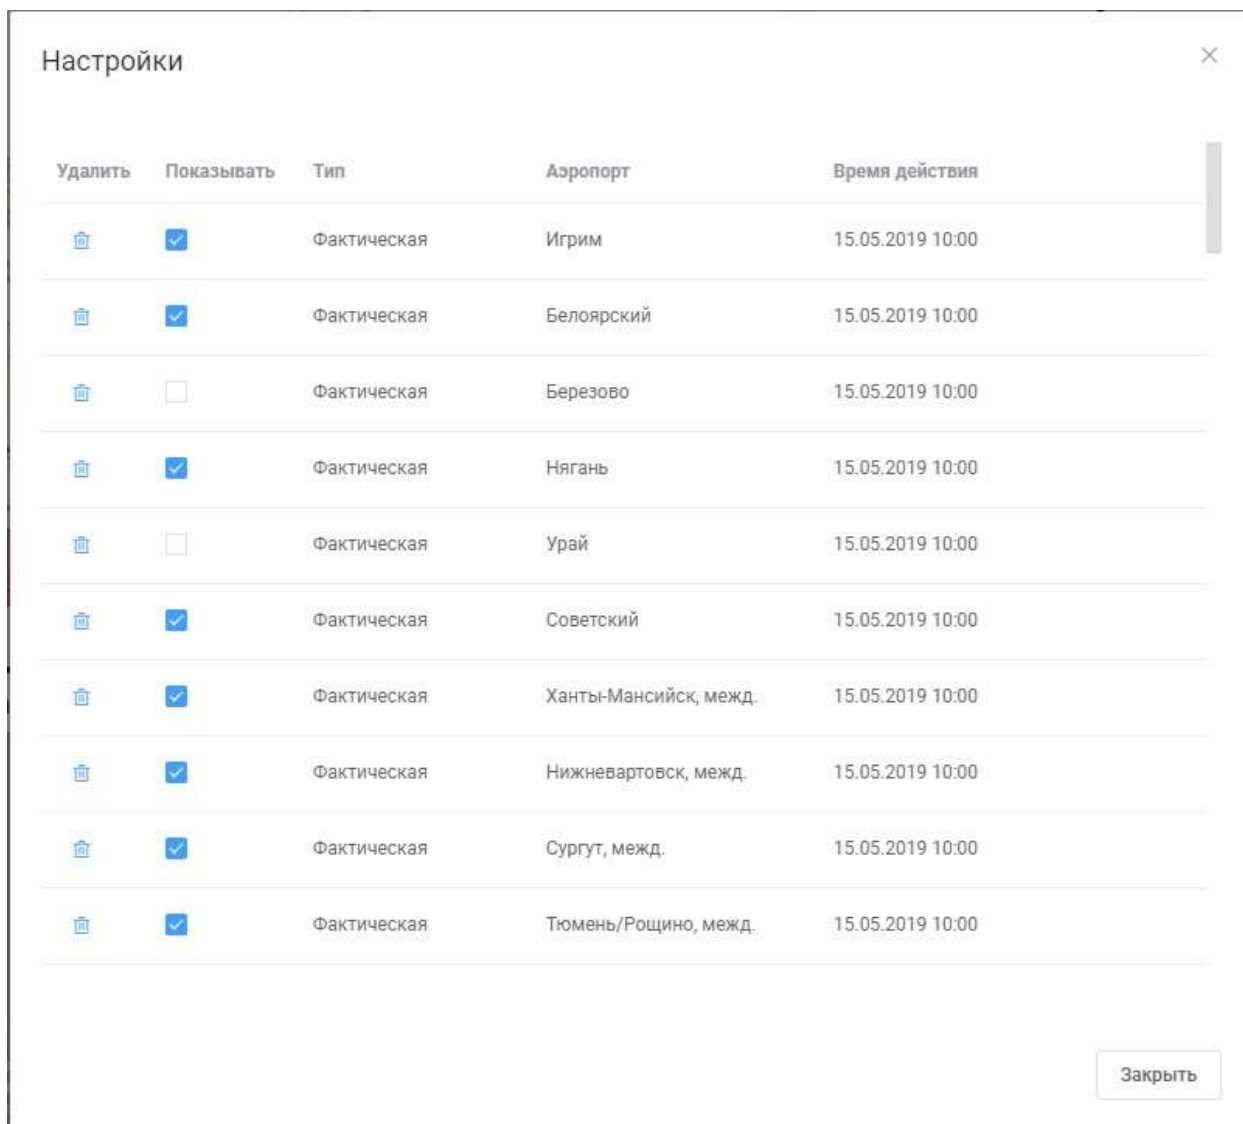 Настройки
Удалить Показывать Тип Аэропорт Время действия
Фактическая Игрим 15.05.2019 10:00
Фактическая Белоярский 15.05.2019 10:00
Фактическая Березово 15.05.2019 10:00
Фактическая Нягань 15.05.2019 10:00
Фактическая Урай 15.05.2019 10:00
Фактическая Советский 15.05.2019 10:00
Фактическая Ханты-Мансийск, межд. 15.05.2019 10:00
Фактическая Нижневартовск, межд. 15.05.2019 10:00
Фактическая Сургут, межд. 15.05.2019 10:00
Фактическая Тюмень/Рощино, межд. 15.05.2019 10:00
Закрыть